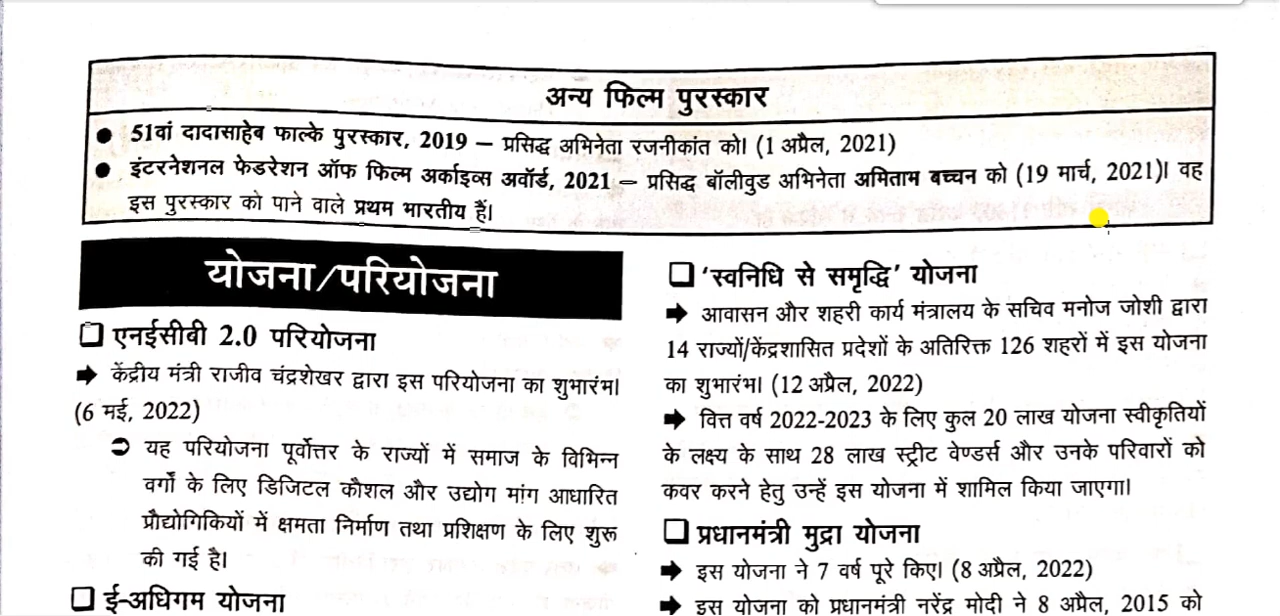 अन्य फिल्म पुरस्कार
● 51वां दादासाहेब फाल्के पुरस्कार, 2019 – प्रसिद्ध अभिनेता रजनीकांत को। (1 अप्रैल, 2021)
● इंटरनेशनल फेडरेशन ऑफ फिल्म अर्काइव्स अवॉर्ड, 2021 – प्रसिद्ध बॉलीवुड अभिनेता अमिताभ बच्चन को (19 मार्च, 2021)। वह
इस पुरस्कार को पाने वाले प्रथम भारतीय हैं।
योजना/परियोजना
❑ एनईसीबी 2.0 परियोजना
➡ केंद्रीय मंत्री राजीव चंद्रशेखर द्वारा इस परियोजना का शुभारंभ।
(6 मई, 2022)
➲ यह परियोजना पूर्वोत्तर के राज्यों में समाज के विभिन्न
वर्गों के लिए डिजिटल कौशल और उद्योग मांग आधारित
प्रौद्योगिकियों में क्षमता निर्माण तथा प्रशिक्षण के लिए शुरू
की गई है।
❑ ई-अधिगम योजना
❑ ‘स्वनिधि से समृद्धि’ योजना
➡ आवासन और शहरी कार्य मंत्रालय के सचिव मनोज जोशी द्वारा
14 राज्यों/केंद्रशासित प्रदेशों के अतिरिक्त 126 शहरों में इस योजना
का शुभारंभ। (12 अप्रैल, 2022)
➡ वित्त वर्ष 2022-2023 के लिए कुल 20 लाख योजना स्वीकृतियों
के लक्ष्य के साथ 28 लाख स्ट्रीट वेण्डर्स और उनके परिवारों को
कवर करने हेतु उन्हें इस योजना में शामिल किया जाएगा।
❑ प्रधानमंत्री मुद्रा योजना
➡ इस योजना ने 7 वर्ष पूरे किए। (8 अप्रैल, 2022)
➡ इस योजना को प्रधानमंत्री नरेंद्र मोदी ने 8 अप्रैल, 2015 को